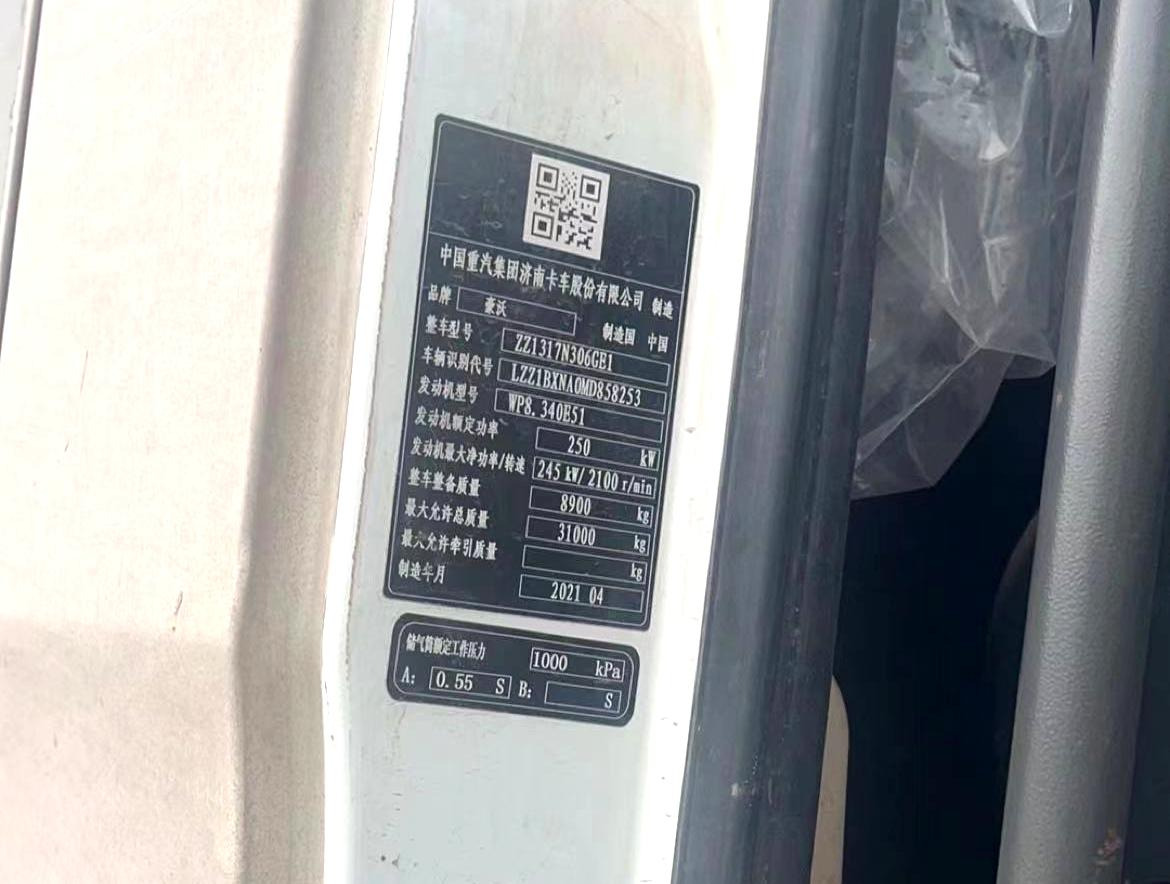 中国重汽集团济南卡车股份有限公司 制造
品牌 豪沃 制造国 中国
整车型号 ZZ1317N306GE1
车辆识别代号 LZZ1BXNA0MD858253
发动机型号 WP8.340E51
发动机额定功率 250 kW
发动机最大净功率/转速 245 kW/2100 r/min
整车整备质量 8900 kg
最大允许总质量 31000 kg
最大允许牵引质量 kg
制造年月 2021 04
储气筒额定工作压力 1000 kPa
A: 0.55 S B: S